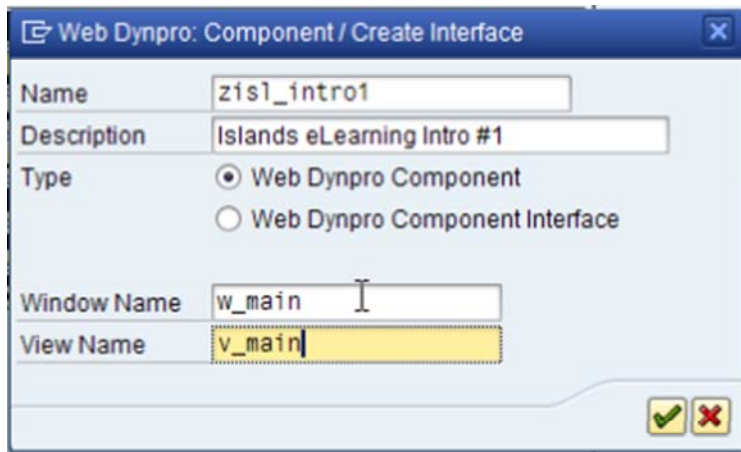 Web Dynpro: Component / Create Interface
Name zisl_intro1
Description Islands eLearning Intro #1
Type Web Dynpro Component
Web Dynpro Component Interface
Window Name w_main
View Name v_main